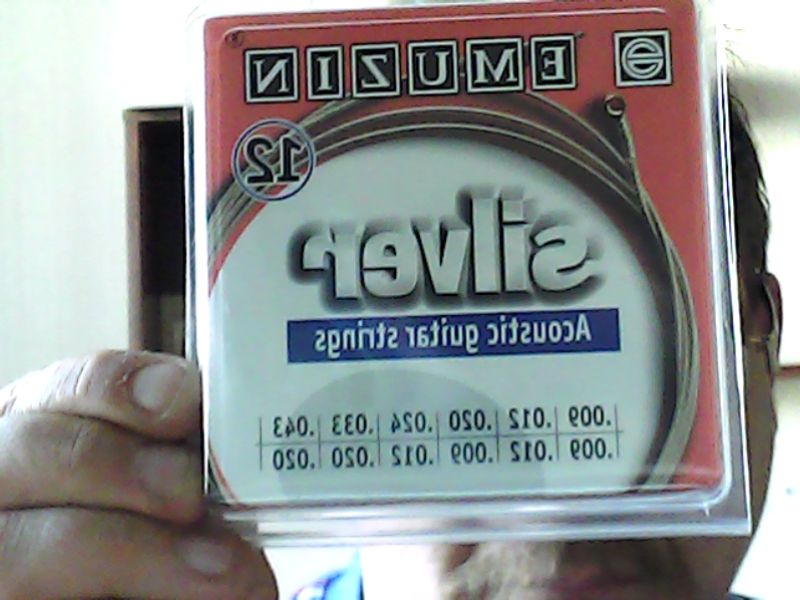 EMUZIN®
12
silver
Acoustic guitar strings
.009 .012 .020 .024 .033 .043
.009 .012 .009 .012 .020 .020